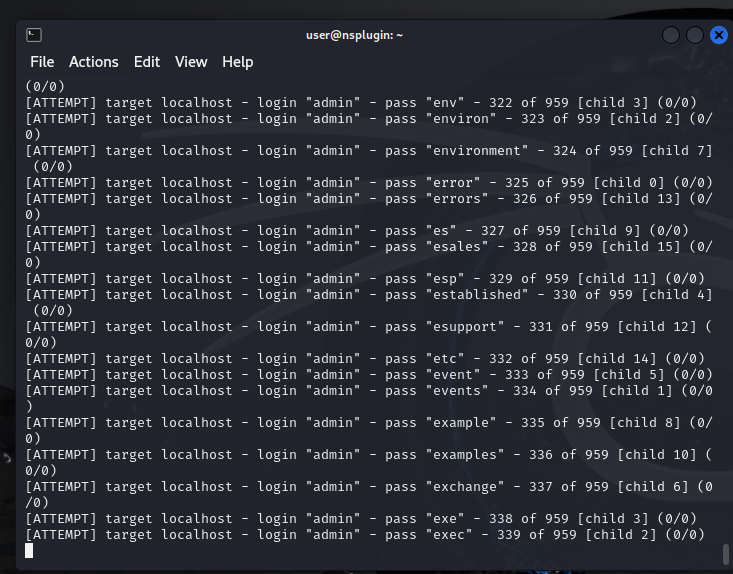 user@nsplugin: ~
File Actions Edit View Help
(0/0)
[ATTEMPT] target localhost - login "admin" - pass "env" - 322 of 959 [child 3] (0/0)
[ATTEMPT] target localhost - login "admin" - pass "environ" - 323 of 959 [child 2] (0/
0)
[ATTEMPT] target localhost - login "admin" - pass "environment" - 324 of 959 [child 7]
 (0/0)
[ATTEMPT] target localhost - login "admin" - pass "error" - 325 of 959 [child 0] (0/0)
[ATTEMPT] target localhost - login "admin" - pass "errors" - 326 of 959 [child 13] (0/
0)
[ATTEMPT] target localhost - login "admin" - pass "es" - 327 of 959 [child 9] (0/0)
[ATTEMPT] target localhost - login "admin" - pass "esales" - 328 of 959 [child 15] (0/
0)
[ATTEMPT] target localhost - login "admin" - pass "esp" - 329 of 959 [child 11] (0/0)
[ATTEMPT] target localhost - login "admin" - pass "established" - 330 of 959 [child 4]
 (0/0)
[ATTEMPT] target localhost - login "admin" - pass "esupport" - 331 of 959 [child 12] (
0/0)
[ATTEMPT] target localhost - login "admin" - pass "etc" - 332 of 959 [child 14] (0/0)
[ATTEMPT] target localhost - login "admin" - pass "event" - 333 of 959 [child 5] (0/0)
[ATTEMPT] target localhost - login "admin" - pass "events" - 334 of 959 [child 1] (0/0
)
[ATTEMPT] target localhost - login "admin" - pass "example" - 335 of 959 [child 8] (0/
0)
[ATTEMPT] target localhost - login "admin" - pass "examples" - 336 of 959 [child 10] (
0/0)
[ATTEMPT] target localhost - login "admin" - pass "exchange" - 337 of 959 [child 6] (0
/0)
[ATTEMPT] target localhost - login "admin" - pass "exe" - 338 of 959 [child 3] (0/0)
[ATTEMPT] target localhost - login "admin" - pass "exec" - 339 of 959 [child 2] (0/0)